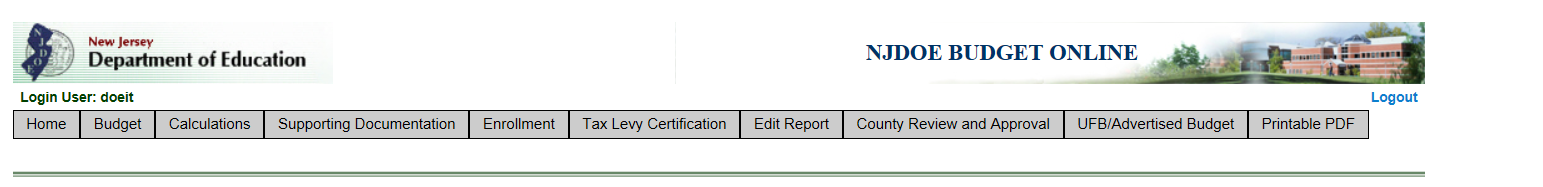 NJDOE
New Jersey
Department of Education
NJDOE BUDGET ONLINE
Login User: doeit
Logout
Home Budget Calculations Supporting Documentation Enrollment Tax Levy Certification Edit Report County Review and Approval UFB/Advertised Budget Printable PDF